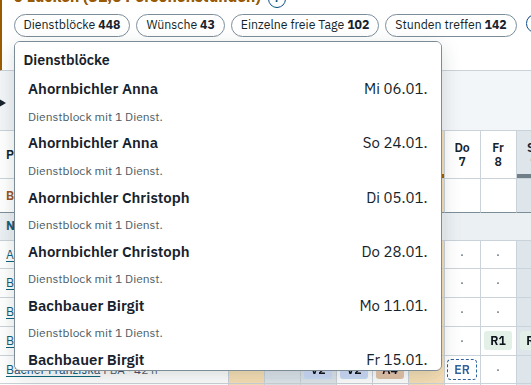 Dienstblöcke 448 Wünsche 43 Einzelne freie Tage 102 Stunden treffen 142
Dienstblöcke
Ahornbichler Anna Mi 06.01.
Dienstblock mit 1 Dienst.
Ahornbichler Anna So 24.01.
Dienstblock mit 1 Dienst.
Ahornbichler Christoph Di 05.01.
Dienstblock mit 1 Dienst.
Ahornbichler Christoph Do 28.01.
Dienstblock mit 1 Dienst.
Bachbauer Birgit Mo 11.01.
Dienstblock mit 1 Dienst.
Bachbauer Birgit Fr 15.01.
Do Fr
7 8
R1
ER